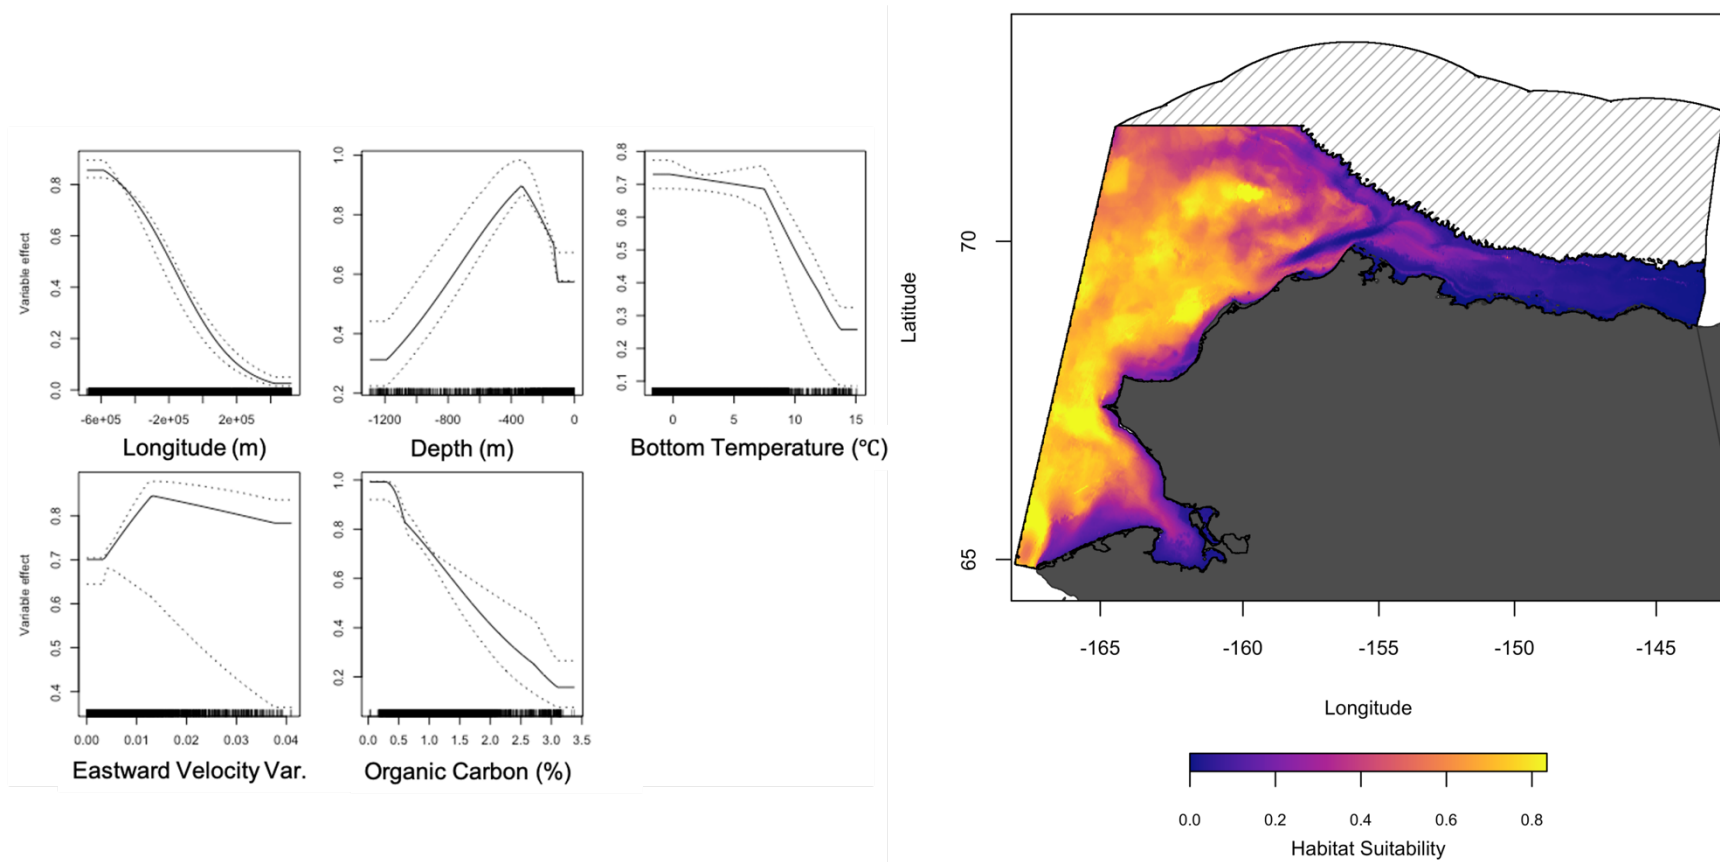 Variable effect
0.0 0.2 0.4 0.6 0.8
-6e+05 -2e+05 2e+05
Longitude (m)
0.2 0.4 0.6 0.8 1.0
-1200 -800 -400 0
Depth (m)
0.1 0.2 0.3 0.4 0.5 0.6 0.7 0.8
0 5 10 15
Bottom Temperature (°C)
Variable effect
0.4 0.5 0.6 0.7 0.8
0.00 0.01 0.02 0.03 0.04
Eastward Velocity Var.
0.2 0.4 0.6 0.8 1.0
0.0 0.5 1.0 1.5 2.0 2.5 3.0 3.5
Organic Carbon (%)
Latitude
70
65
-165 -160 -155 -150 -145
Longitude
0.0 0.2 0.4 0.6 0.8
Habitat Suitability